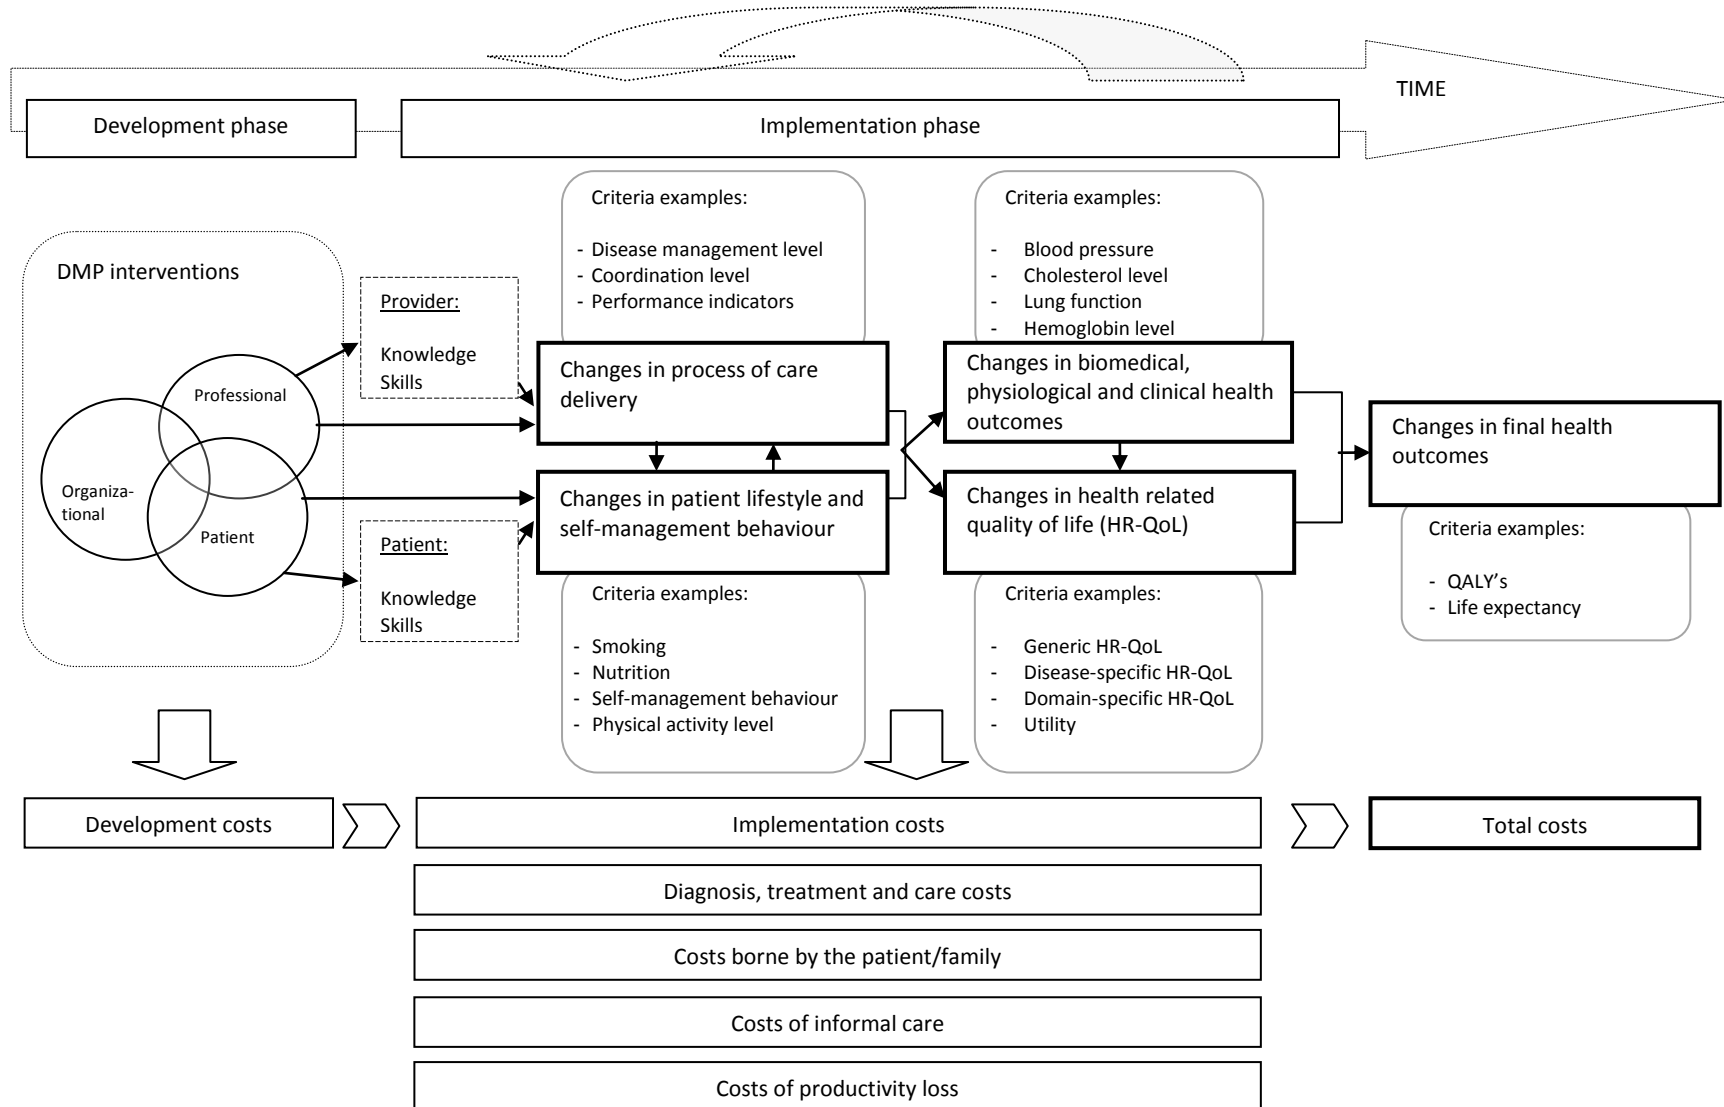 TIME
Development phase
Implementation phase
DMP interventions
Professional
Organiza-
tional
Patient
Provider:
Knowledge
Skills
Patient:
Knowledge
Skills
Criteria examples:
- Disease management level
- Coordination level
- Performance indicators
Changes in process of care
delivery
Changes in patient lifestyle and
self-management behaviour
Criteria examples:
- Smoking
- Nutrition
- Self-management behaviour
- Physical activity level
Criteria examples:
- Blood pressure
- Cholesterol level
- Lung function
- Hemoglobin level
Changes in biomedical,
physiological and clinical health
outcomes
Changes in health related
quality of life (HR-QoL)
Criteria examples:
- Generic HR-QoL
- Disease-specific HR-QoL
- Domain-specific HR-QoL
- Utility
Changes in final health
outcomes
Criteria examples:
- QALY’s
- Life expectancy
Development costs
Implementation costs
Total costs
Diagnosis, treatment and care costs
Costs borne by the patient/family
Costs of informal care
Costs of productivity loss